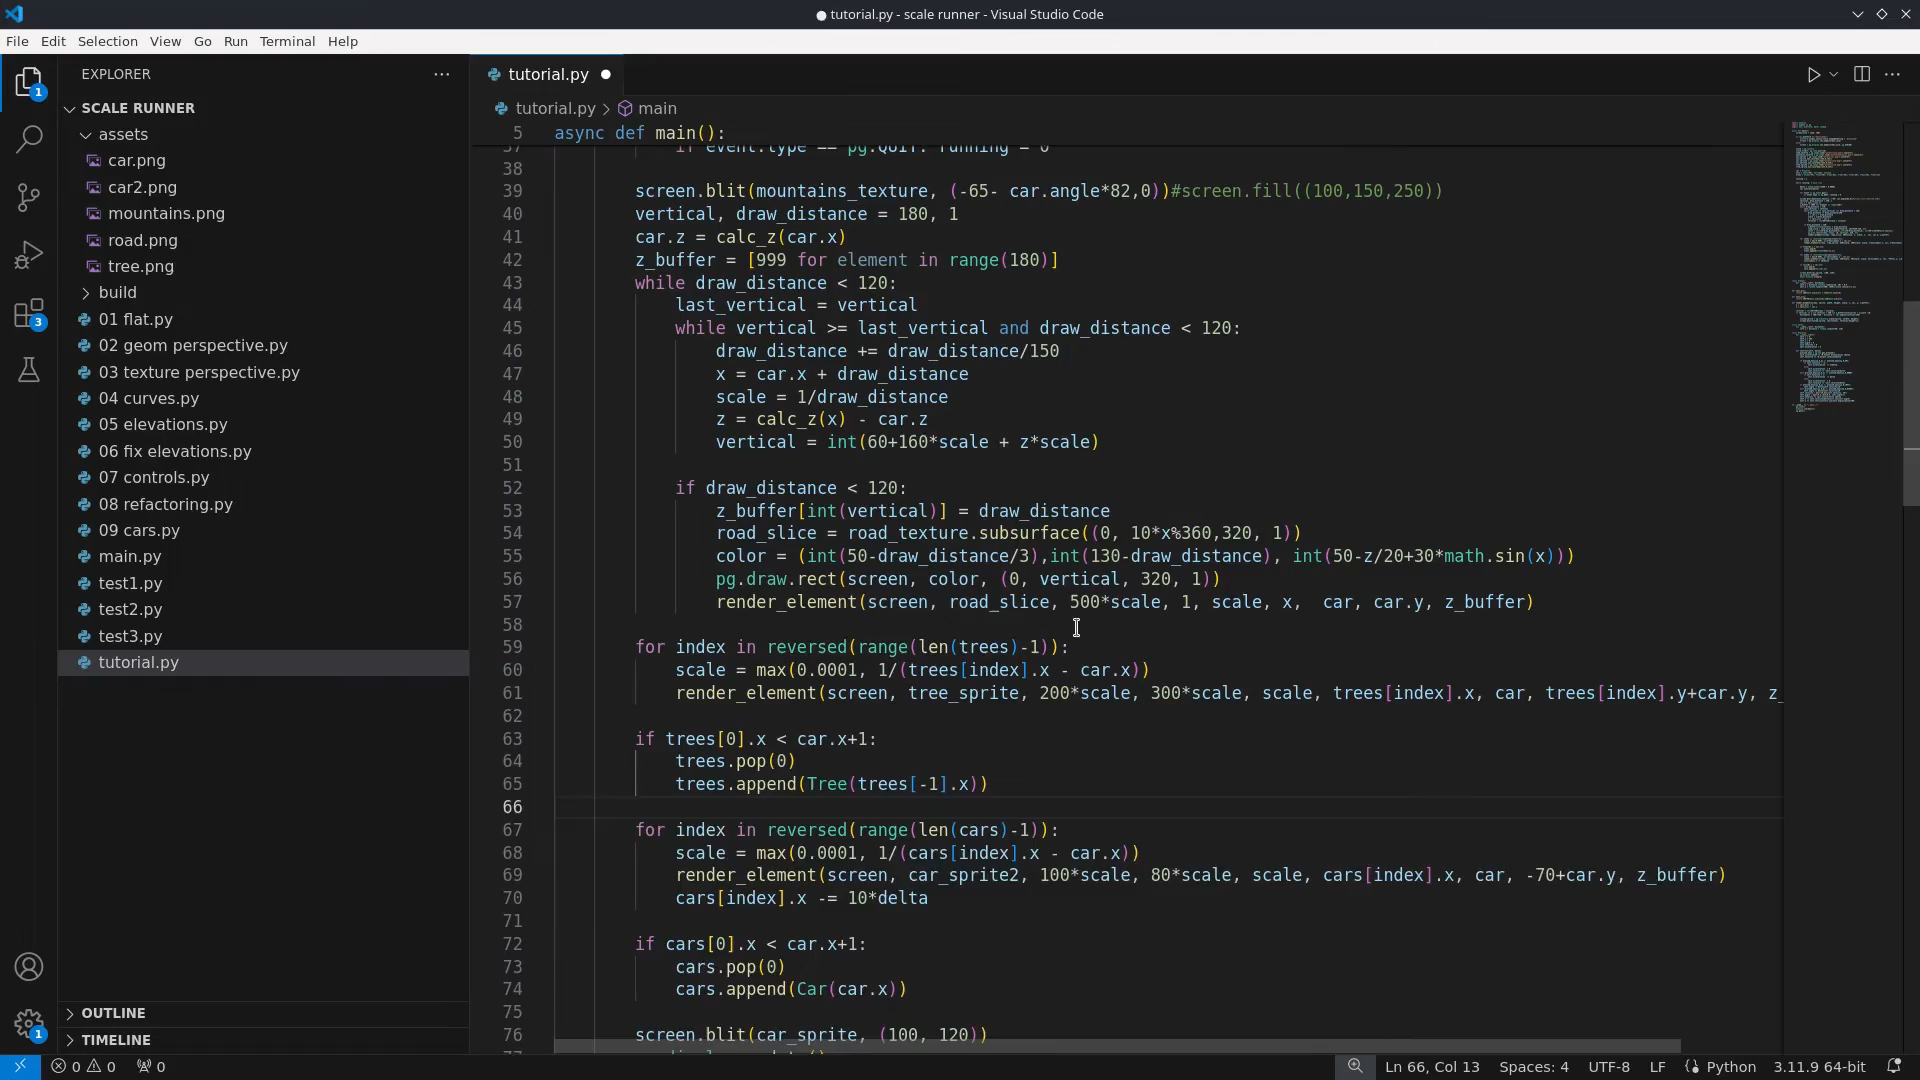 tutorial.py - scale runner - Visual Studio Code
File Edit Selection View Go Run Terminal Help
EXPLORER
SCALE RUNNER
assets
car.png
car2.png
mountains.png
road.png
tree.png
build
01 flat.py
02 geom perspective.py
03 texture perspective.py
04 curves.py
05 elevations.py
06 fix elevations.py
07 controls.py
08 refactoring.py
09 cars.py
main.py
test1.py
test2.py
test3.py
tutorial.py
OUTLINE
TIMELINE
1
3
1
tutorial.py
tutorial.py > main
5 async def main():
37 if event.type == pg.QUIT: running = 0
38
39 screen.blit(mountains_texture, (-65- car.angle*82,0))#screen.fill((100,150,250))
40 vertical, draw_distance = 180, 1
41 car.z = calc_z(car.x)
42 z_buffer = [999 for element in range(180)]
43 while draw_distance < 120:
44 last_vertical = vertical
45 while vertical >= last_vertical and draw_distance < 120:
46 draw_distance += draw_distance/150
47 x = car.x + draw_distance
48 scale = 1/draw_distance
49 z = calc_z(x) - car.z
50 vertical = int(60+160*scale + z*scale)
51
52 if draw_distance < 120:
53 z_buffer[int(vertical)] = draw_distance
54 road_slice = road_texture.subsurface((0, 10*x%360,320, 1))
55 color = (int(50-draw_distance/3),int(130-draw_distance), int(50-z/20+30*math.sin(x)))
56 pg.draw.rect(screen, color, (0, vertical, 320, 1))
57 render_element(screen, road_slice, 500*scale, 1, scale, x,  car, car.y, z_buffer)
58
59 for index in reversed(range(len(trees)-1)):
60 scale = max(0.0001, 1/(trees[index].x - car.x))
61 render_element(screen, tree_sprite, 200*scale, 300*scale, scale, trees[index].x, car, trees[index].y+car.y, z_
62
63 if trees[0].x < car.x+1:
64 trees.pop(0)
65 trees.append(Tree(trees[-1].x))
66
67 for index in reversed(range(len(cars)-1)):
68 scale = max(0.0001, 1/(cars[index].x - car.x))
69 render_element(screen, car_sprite2, 100*scale, 80*scale, scale, cars[index].x, car, -70+car.y, z_buffer)
70 cars[index].x -= 10*delta
71
72 if cars[0].x < car.x+1:
73 cars.pop(0)
74 cars.append(Car(car.x))
75
76 screen.blit(car_sprite, (100, 120))
0 0 0 Ln 66, Col 13 Spaces: 4 UTF-8 LF Python 3.11.9 64-bit